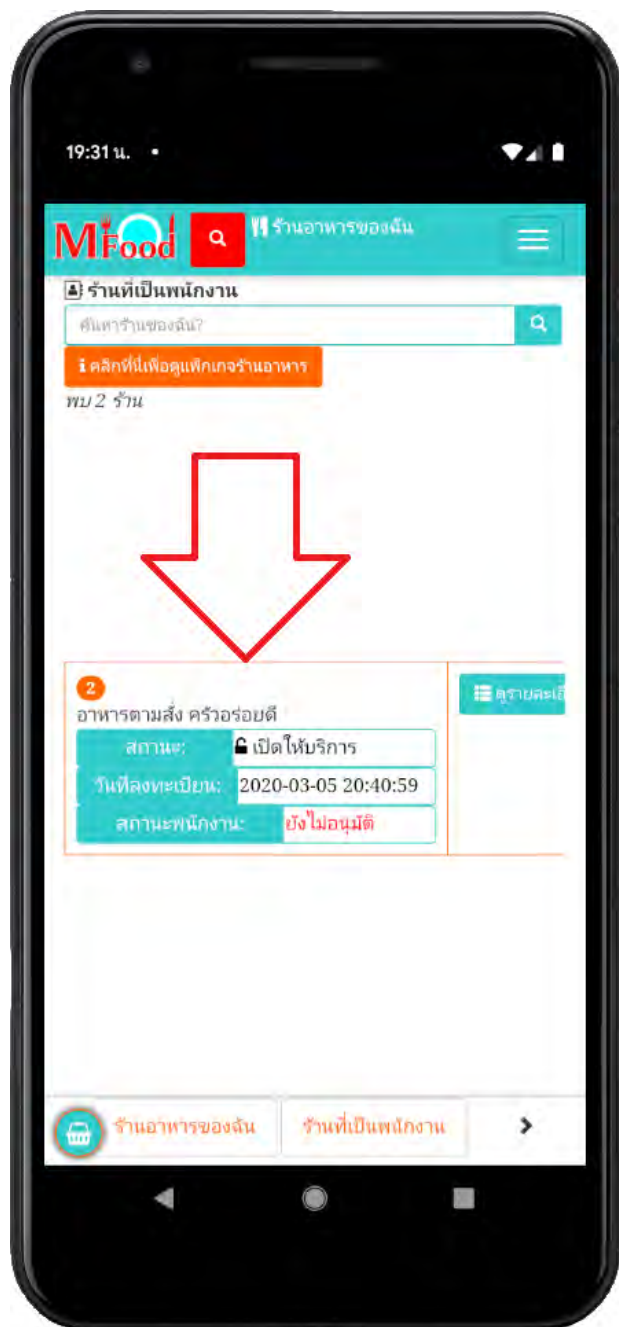 19:31 น.
MFood
ร้านอาหารของฉัน
ร้านที่เป็นพนักงาน
ค้นหาร้านของฉัน?
คลิกที่นี่เพื่อดูแพ็กเกจร้านอาหาร
พบ 2 ร้าน
2
อาหารตามสั่ง ครัวอร่อยดี
ดูรายละเอี
สถานะ: เปิดให้บริการ
วันที่ลงทะเบียน: 2020-03-05 20:40:59
สถานะพนักงาน: ยังไม่อนุมัติ
ร้านอาหารของฉัน
ร้านที่เป็นพนักงาน